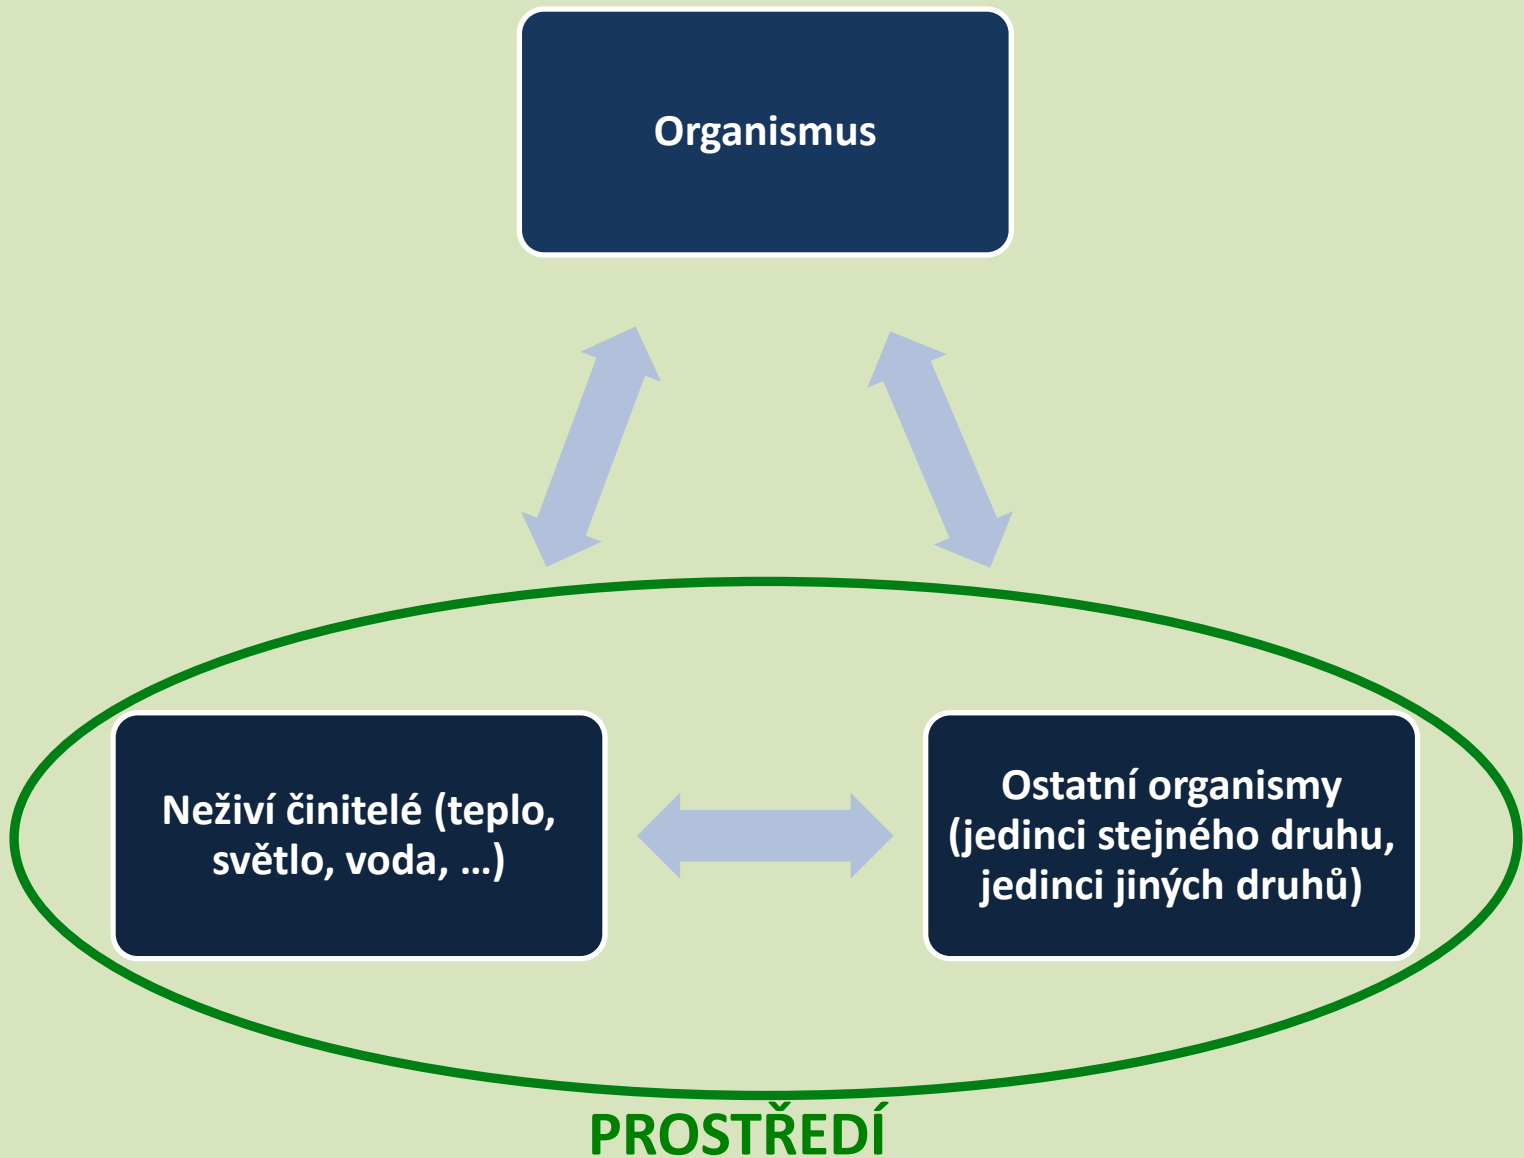 Organismus
Neživí činitelé (teplo,
světlo, voda, ...)
Ostatní organismy
(jedinci stejného druhu,
jedinci jiných druhů)
PROSTŘEDÍ